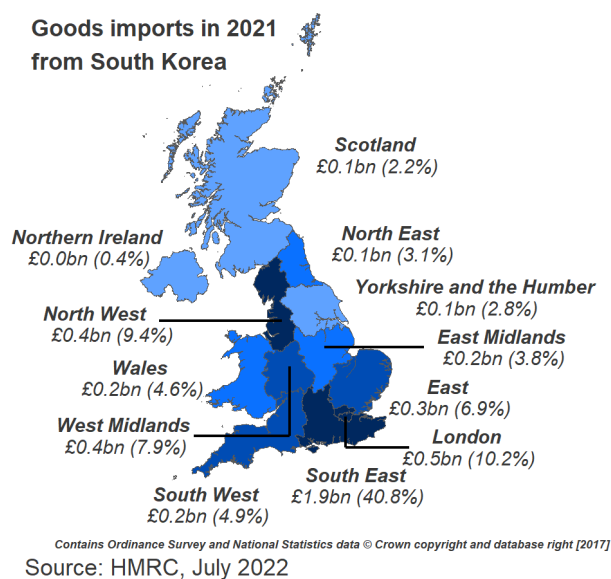 Goods imports in 2021
from South Korea
Scotland
£0.1bn (2.2%)
Northern Ireland
£0.0bn (0.4%)
North East
£0.1bn (3.1%)
Yorkshire and the Humber
£0.1bn (2.8%)
North West
£0.4bn (9.4%)
East Midlands
£0.2bn (3.8%)
Wales
£0.2bn (4.6%)
East
£0.3bn (6.9%)
West Midlands
£0.4bn (7.9%)
London
£0.5bn (10.2%)
South East
£1.9bn (40.8%)
South West
£0.2bn (4.9%)
Contains Ordinance Survey and National Statistics data © Crown copyright and database right [2017]
Source: HMRC, July 2022